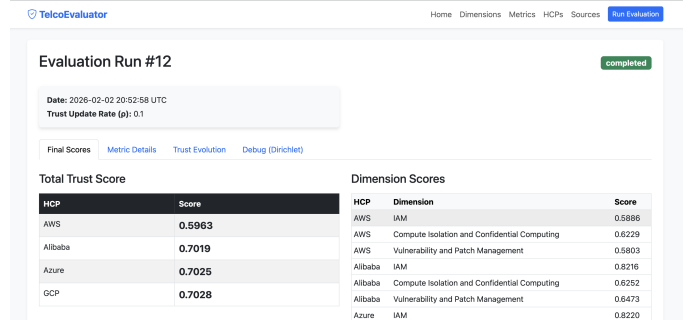 TelcoEvaluator
Home Dimensions Metrics HCPs Sources Run Evaluation
Evaluation Run #12
completed
Date: 2026-02-02 20:52:58 UTC
Trust Update Rate (ρ): 0.1
Final Scores Metric Details Trust Evolution Debug (Dirichlet)
Total Trust Score
HCP Score
AWS 0.5963
Alibaba 0.7019
Azure 0.7025
GCP 0.7028
Dimension Scores
HCP Dimension Score
AWS IAM 0.5886
AWS Compute Isolation and Confidential Computing 0.6229
AWS Vulnerability and Patch Management 0.5803
Alibaba IAM 0.8216
Alibaba Compute Isolation and Confidential Computing 0.6252
Alibaba Vulnerability and Patch Management 0.6473
Azure IAM 0.8220